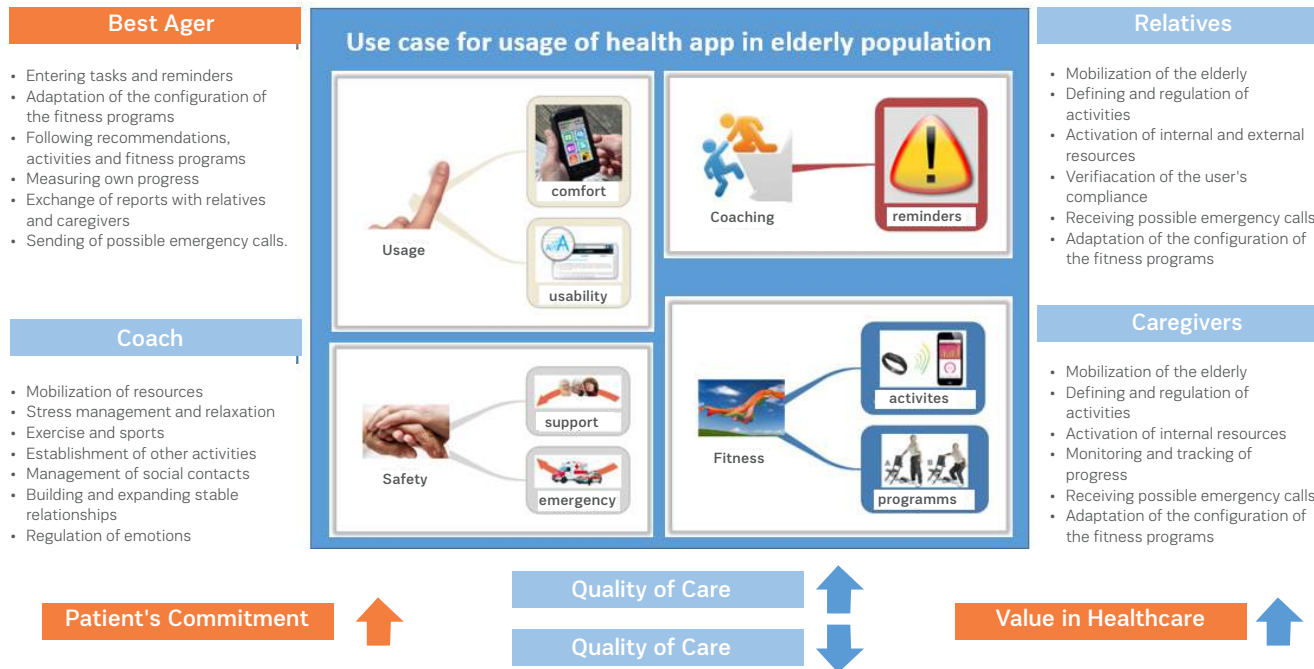 Best Ager
• Entering tasks and reminders
• Adaptation of the configuration of
the fitness programs
• Following recommendations,
activities and fitness programs
• Measuring own progress
• Exchange of reports with relatives
and caregivers
• Sending of possible emergency calls.
Coach
• Mobilization of resources
• Stress management and relaxation
• Exercise and sports
• Establishment of other activities
• Management of social contacts
• Building and expanding stable
relationships
• Regulation of emotions
Use case for usage of health app in elderly population
Usage
comfort
usability
Coaching
reminders
Safety
support
emergency
Fitness
activites
programms
A
B
Relatives
• Mobilization of the elderly
• Defining and regulation of
activities
• Activation of internal and external
resources
• Verifiacation of the user's
compliance
• Receiving possible emergency calls
• Adaptation of the configuration of
the fitness programs
Caregivers
• Mobilization of the elderly
• Defining and regulation of
activities
• Activation of internal resources
• Monitoring and tracking of
progress
• Receiving possible emergency calls
• Adaptation of the configuration of
the fitness programs
Patient's Commitment
Quality of Care
Quality of Care
Value in Healthcare